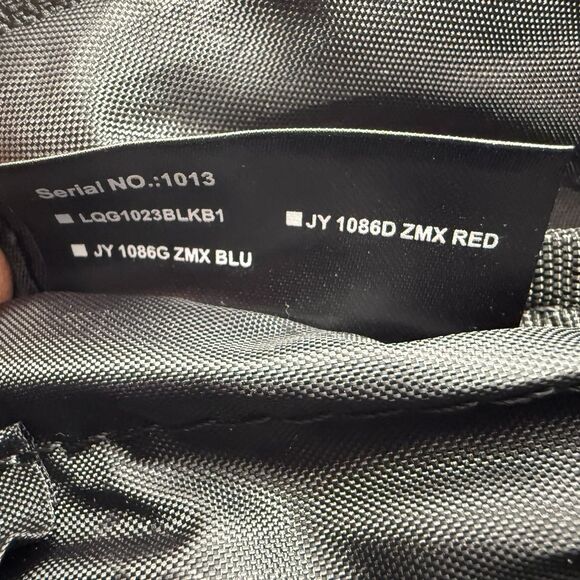 Serial NO.:1013
LQG1023BLKB1
JY 1086D ZMX RED
JY 1086G ZMX BLU